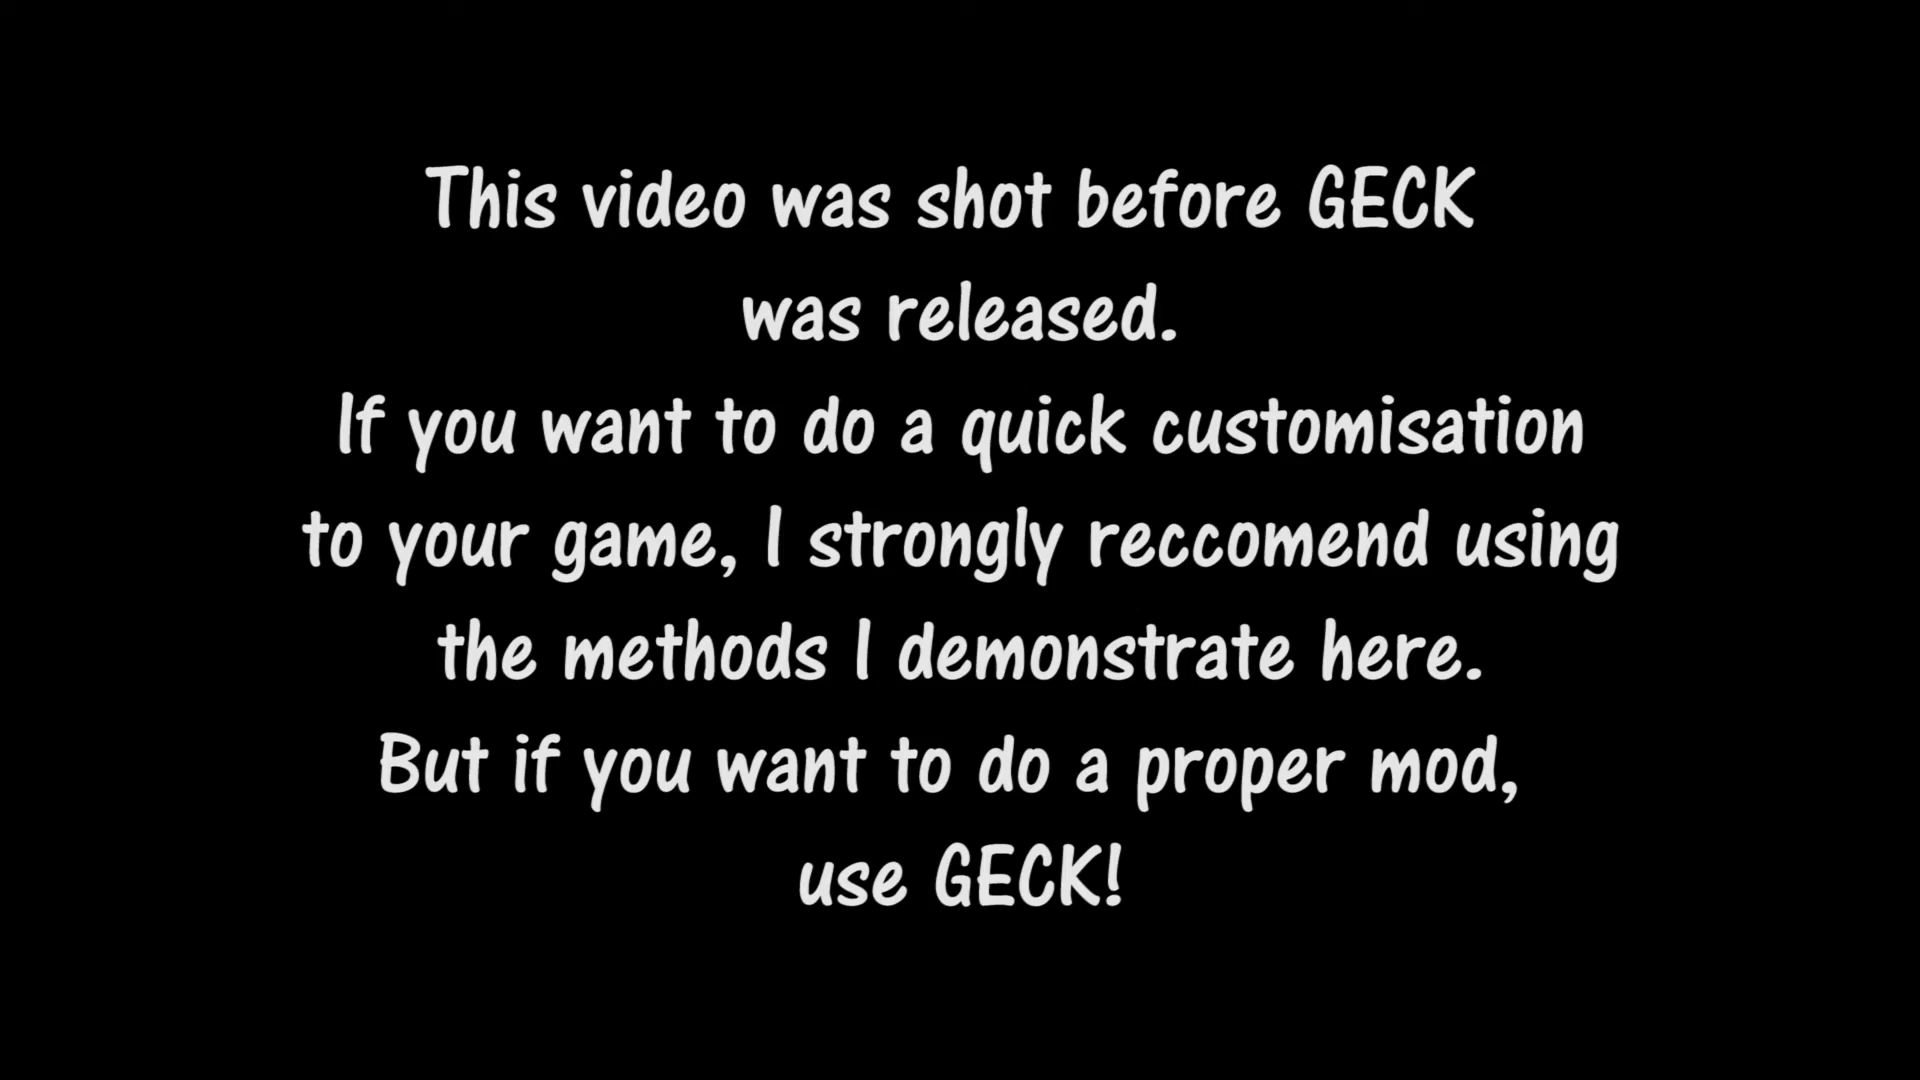 This video was shot before GECK
was released.
If you want to do a quick customisation
to your game, I strongly reccomend using
the methods I demonstrate here.
But if you want to do a proper mod,
use GECK!